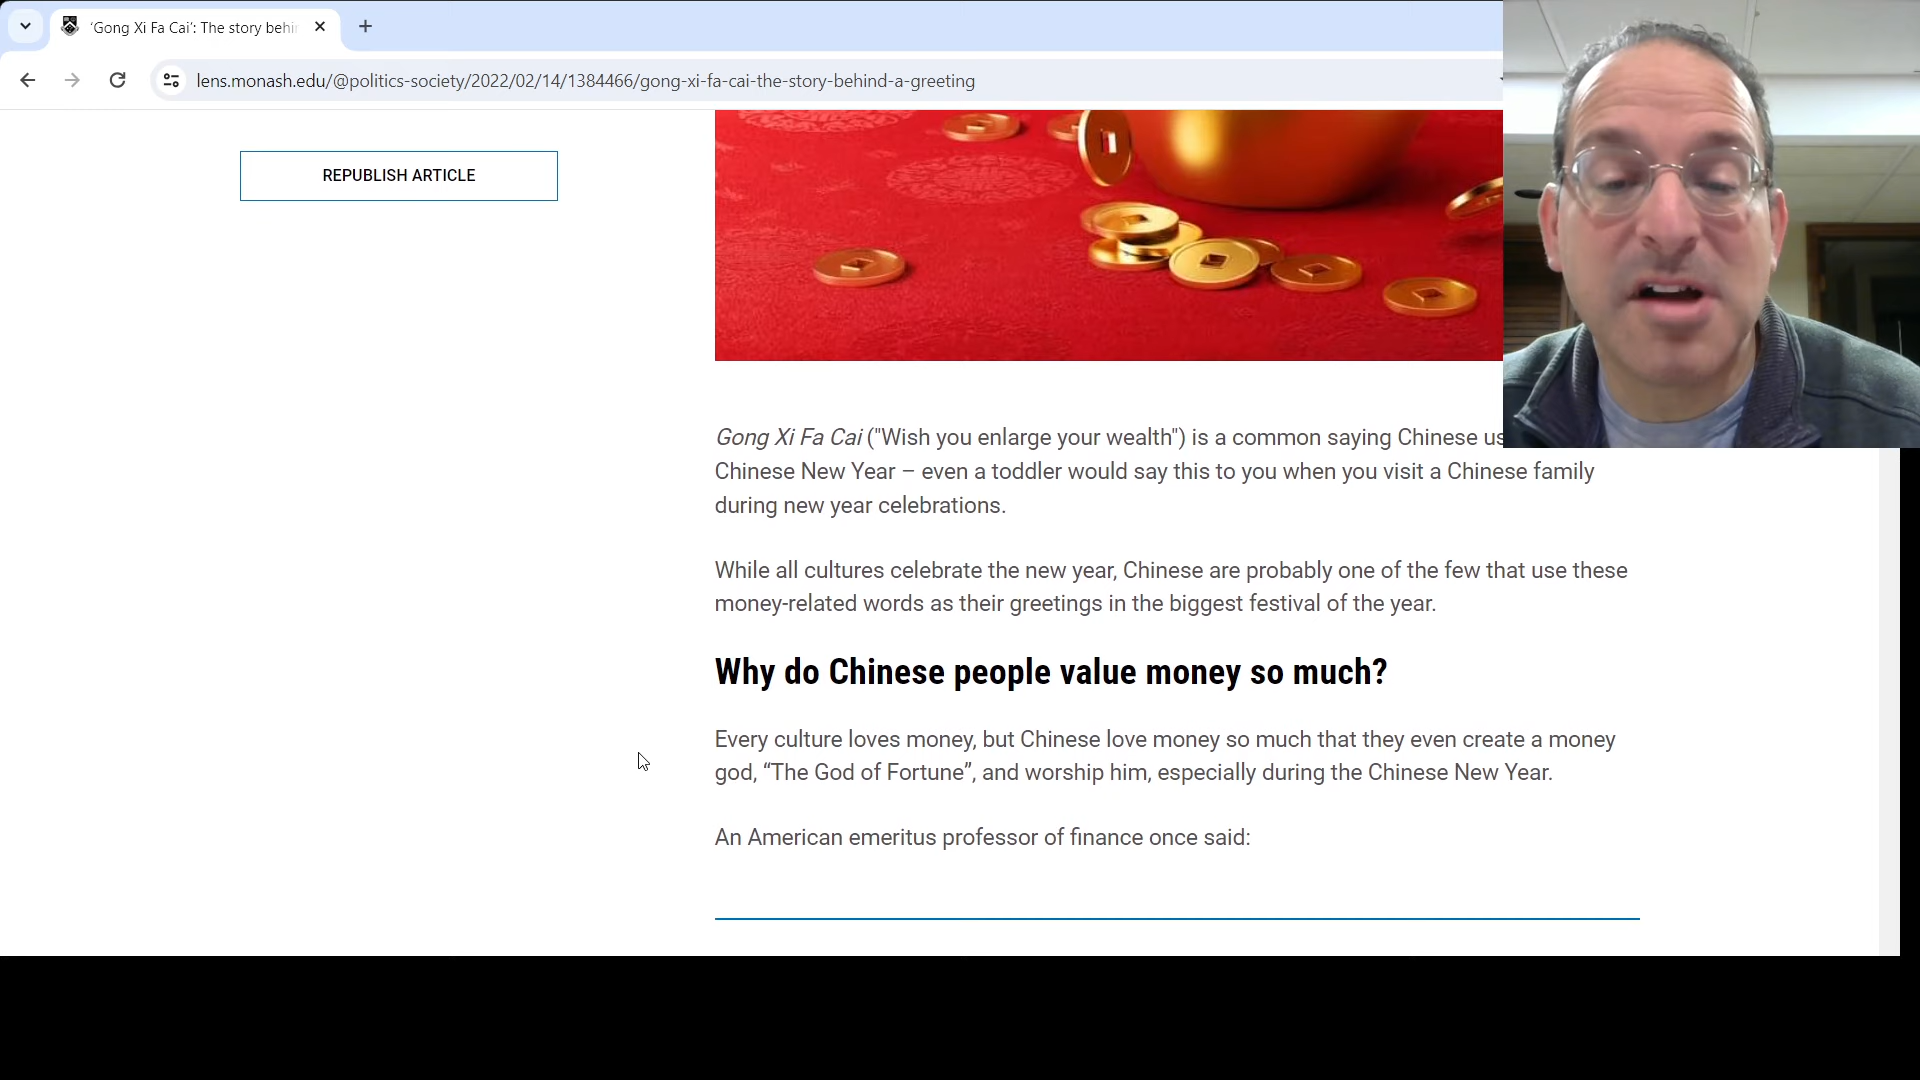 ‘Gong Xi Fa Cai’: The story behi
lens.monash.edu/@politics-society/2022/02/14/1384466/gong-xi-fa-cai-the-story-behind-a-greeting
REPUBLISH ARTICLE
Gong Xi Fa Cai ("Wish you enlarge your wealth") is a common saying Chinese us
Chinese New Year – even a toddler would say this to you when you visit a Chinese family
during new year celebrations.
While all cultures celebrate the new year, Chinese are probably one of the few that use these
money-related words as their greetings in the biggest festival of the year.
Why do Chinese people value money so much?
Every culture loves money, but Chinese love money so much that they even create a money
god, “The God of Fortune”, and worship him, especially during the Chinese New Year.
An American emeritus professor of finance once said: